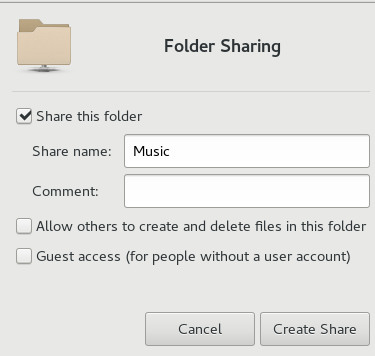 Folder Sharing
Share this folder
Share name: Music
Comment:
Allow others to create and delete files in this folder
Guest access (for people without a user account)
Cancel Create Share